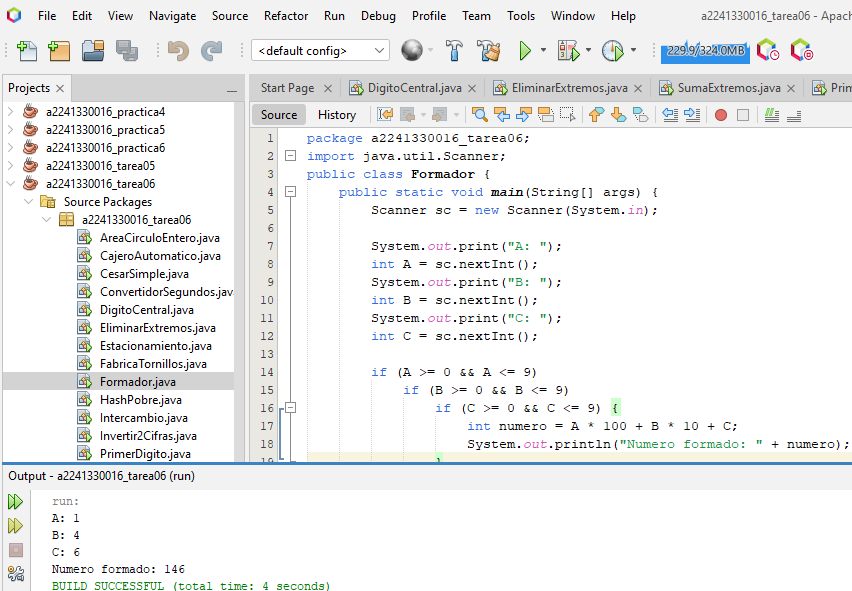 File Edit View Navigate Source Refactor Run Debug Profile Team Tools Window Help a2241330016_tarea06 - Apach
<default config> 229.9/324.0MB
Projects
Start Page DigitoCentral.java EliminarExtremos.java SumaExtremos.java Prim
Source History
a2241330016_practica4
a2241330016_practica5
a2241330016_practica6
a2241330016_tarea05
a2241330016_tarea06
Source Packages
a2241330016_tarea06
AreaCirculoEntero.java
CajeroAutomatico.java
CesarSimple.java
ConvertidorSegundos.java
DigitoCentral.java
EliminarExtremos.java
Estacionamiento.java
FabricaTornillos.java
Formador.java
HashPobre.java
Intercambio.java
Invertir2Cifras.java
PrimerDigito.java
1 package a2241330016_tarea06;
2 import java.util.Scanner;
3 public class Formador {
4 public static void main(String[] args) {
5 Scanner sc = new Scanner(System.in);
6
7 System.out.print("A: ");
8 int A = sc.nextInt();
9 System.out.print("B: ");
10 int B = sc.nextInt();
11 System.out.print("C: ");
12 int C = sc.nextInt();
13
14 if (A >= 0 && A <= 9)
15 if (B >= 0 && B <= 9)
16 if (C >= 0 && C <= 9) {
17 int numero = A * 100 + B * 10 + C;
18 System.out.println("Numero formado: " + numero);
19 }
Output - a2241330016_tarea06 (run)
run:
A: 1
B: 4
C: 6
Numero formado: 146
BUILD SUCCESSFUL (total time: 4 seconds)